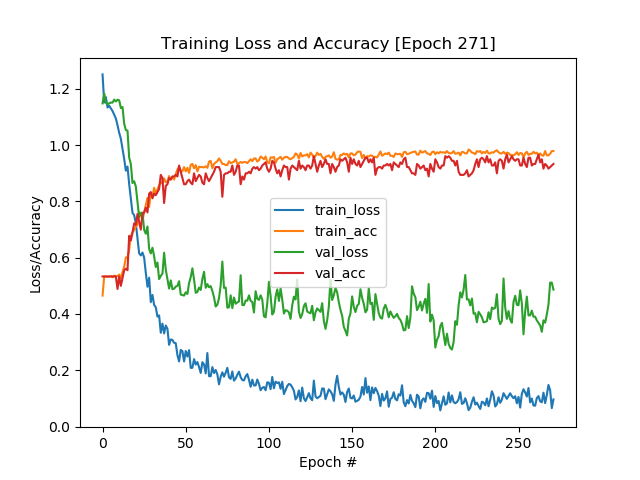 Training Loss and Accuracy [Epoch 271]
Loss/Accuracy
1.2
1.0
0.8
0.6
0.4
0.2
0.0
train_loss
train_acc
val_loss
val_acc
0 50 100 150 200 250
Epoch #